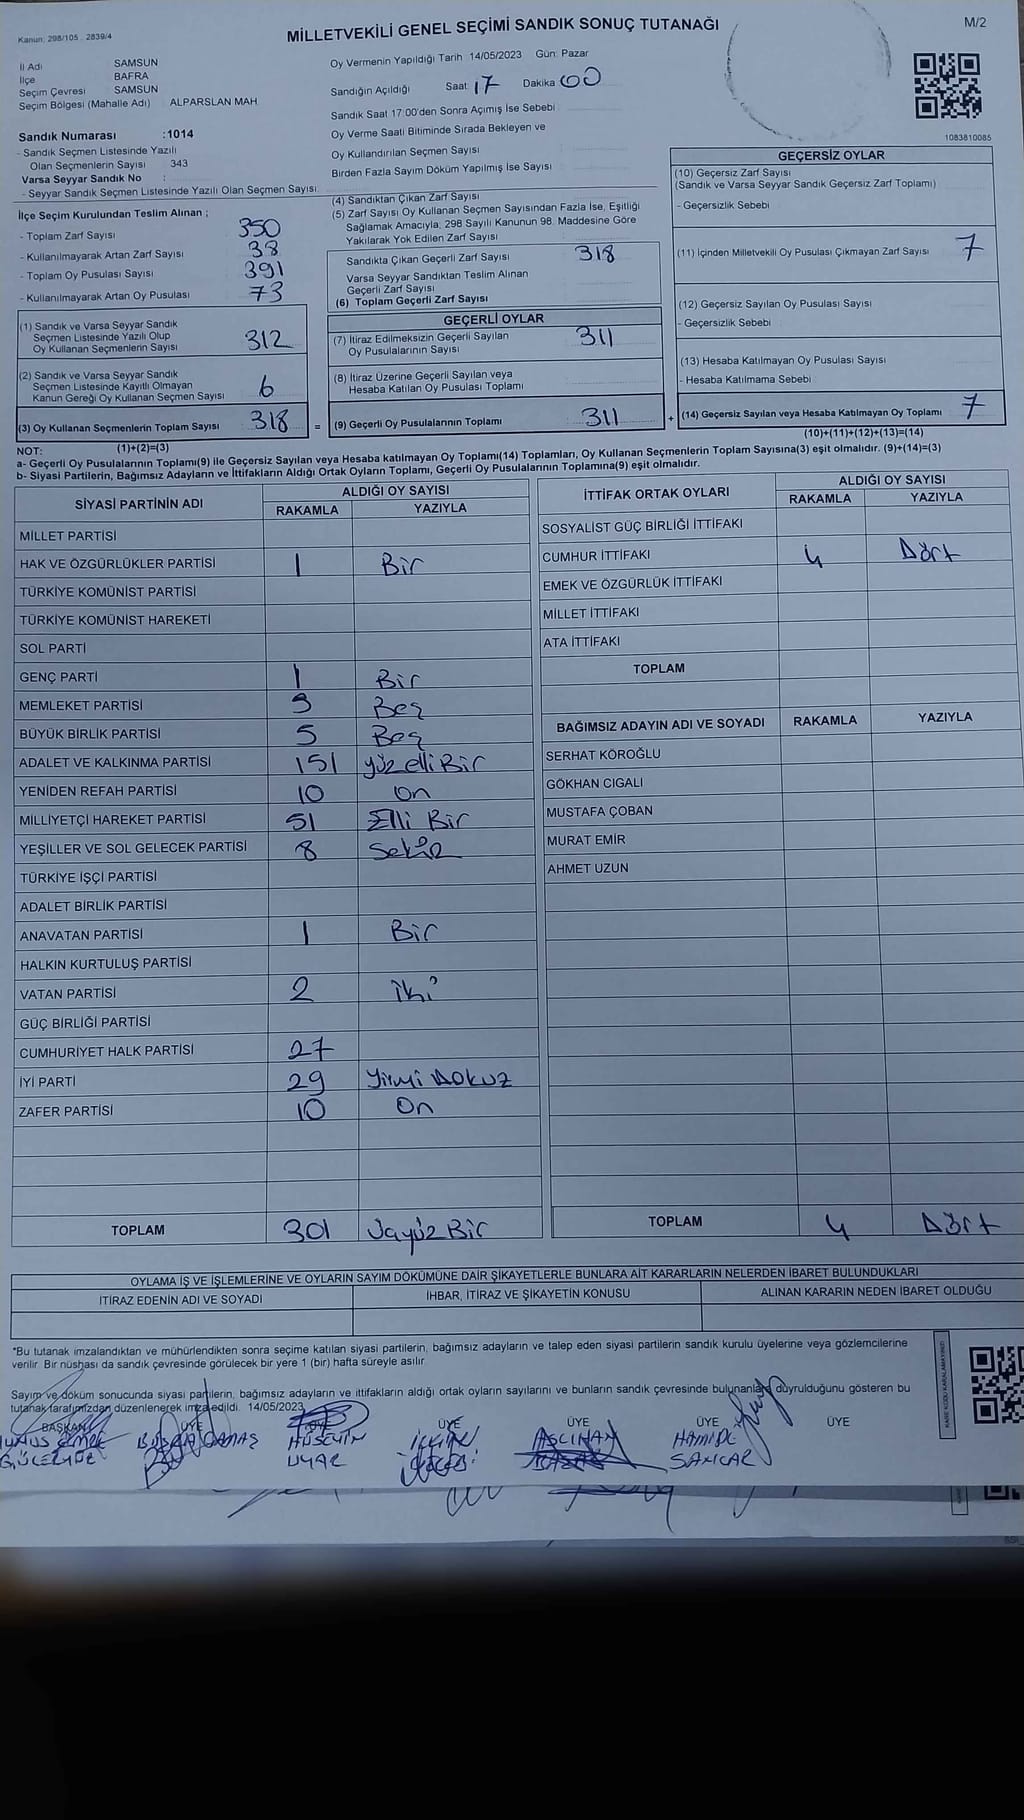 Kanun: 298/105 . 2839/4
MİLLETVEKİLİ GENEL SEÇİMİ SANDIK SONUÇ TUTANAĞI
M/2
İl Adı SAMSUN
İlçe BAFRA
Seçim Çevresi SAMSUN
Seçim Bölgesi (Mahalle Adı) ALPARSLAN MAH.
Sandık Numarası :1014
- Sandık Seçmen Listesinde Yazılı
Olan Seçmenlerin Sayısı 343
Varsa Seyyar Sandık No :
- Seyyar Sandık Seçmen Listesinde Yazılı Olan Seçmen Sayısı.
Oy Vermenin Yapıldığı Tarih 14/05/2023 Gün: Pazar
Sandığın Açıldığı Saat 17 Dakika 00
Sandık Saat 17:00'den Sonra Açımış İse Sebebi
Oy Verme Saati Bitiminde Sırada Bekleyen ve
Oy Kullandırılan Seçmen Sayısı
Birden Fazla Sayım Döküm Yapılmış İse Sayısı
1083810085
İlçe Seçim Kurulundan Teslim Alınan ;
- Toplam Zarf Sayısı 350
- Kullanılmayarak Artan Zarf Sayısı 38
- Toplam Oy Pusulası Sayısı 391
- Kullanılmayarak Artan Oy Pusulası 73
(1) Sandık ve Varsa Seyyar Sandık
Seçmen Listesinde Yazılı Olup
Oy Kullanan Seçmenlerin Sayısı 312
(2) Sandık ve Varsa Seyyar Sandık
Seçmen Listesinde Kayıtlı Olmayan
Kanun Gereği Oy Kullanan Seçmen Sayısı 6
(3) Oy Kullanan Seçmenlerin Toplam Sayısı 318 =
(1)+(2)=(3)
(4) Sandıktan Çıkan Zarf Sayısı
(5) Zarf Sayısı Oy Kullanan Seçmen Sayısından Fazla İse, Eşitliği
Sağlamak Amacıyla, 298 Sayılı Kanunun 98. Maddesine Göre
Yakılarak Yok Edilen Zarf Sayısı
Sandıkta Çıkan Geçerli Zarf Sayısı 318
Varsa Seyyar Sandıktan Teslim Alınan
Geçerli Zarf Sayısı
(6) Toplam Geçerli Zarf Sayısı
GEÇERLİ OYLAR
(7) İtiraz Edilmeksizin Geçerli Sayılan
Oy Pusulalarının Sayısı 311
(8) İtiraz Üzerine Geçerli Sayılan veya
Hesaba Katılan Oy Pusulası Toplamı
(9) Geçerli Oy Pusulalarının Toplamı 311 +
GEÇERSİZ OYLAR
(10) Geçersiz Zarf Sayısı
(Sandık ve Varsa Seyyar Sandık Geçersiz Zarf Toplamı)
- Geçersizlik Sebebi
(11) İçinden Milletvekili Oy Pusulası Çıkmayan Zarf Sayısı 7
(12) Geçersiz Sayılan Oy Pusulası Sayısı
- Geçersizlik Sebebi
(13) Hesaba Katılmayan Oy Pusulası Sayısı
- Hesaba Katılmama Sebebi
(14) Geçersiz Sayılan veya Hesaba Katılmayan Oy Toplamı 7
(10)+(11)+(12)+(13)=(14)
NOT:
a- Geçerli Oy Pusulalarının Toplamı(9) ile Geçersiz Sayılan veya Hesaba katılmayan Oy Toplamı(14) Toplamları, Oy Kullanan Seçmenlerin Toplam Sayısına(3) eşit olmalıdır. (9)+(14)=(3)
b- Siyasi Partilerin, Bağımsız Adayların ve İttifakların Aldığı Ortak Oyların Toplamı, Geçerli Oy Pusulalarının Toplamına(9) eşit olmalıdır.
SİYASİ PARTİNİN ADI ALDIĞI OY SAYISI
RAKAMLA YAZIYLA
MİLLET PARTİSİ
HAK VE ÖZGÜRLÜKLER PARTİSİ 1 Bir
TÜRKİYE KOMÜNİST PARTİSİ
TÜRKİYE KOMÜNİST HAREKETİ
SOL PARTİ
GENÇ PARTİ 1 Bir
MEMLEKET PARTİSİ 5 Beş
BÜYÜK BİRLİK PARTİSİ 5 Beş
ADALET VE KALKINMA PARTİSİ 151 yüz elli Bir
YENİDEN REFAH PARTİSİ 10 On
MİLLİYETÇİ HAREKET PARTİSİ 51 Elli Bir
YEŞİLLER VE SOL GELECEK PARTİSİ 8 Sekiz
TÜRKİYE İŞÇİ PARTİSİ
ADALET BİRLİK PARTİSİ
ANAVATAN PARTİSİ 1 Bir
HALKIN KURTULUŞ PARTİSİ
VATAN PARTİSİ 2 iki
GÜÇ BİRLİĞİ PARTİSİ
CUMHURİYET HALK PARTİSİ 27
İYİ PARTİ 29 Yirmi Dokuz
ZAFER PARTİSİ 10 On
TOPLAM 301 Üçyüz Bir
İTTİFAK ORTAK OYLARI ALDIĞI OY SAYISI
RAKAMLA YAZIYLA
SOSYALİST GÜÇ BİRLİĞİ İTTİFAKI
CUMHUR İTTİFAKI 4 Dört
EMEK VE ÖZGÜRLÜK İTTİFAKI
MİLLET İTTİFAKI
ATA İTTİFAKI
TOPLAM
BAĞIMSIZ ADAYIN ADI VE SOYADI RAKAMLA YAZIYLA
SERHAT KÖROĞLU
GÖKHAN CIGALI
MUSTAFA ÇOBAN
MURAT EMİR
AHMET UZUN
TOPLAM 4 Dört
OYLAMA İŞ VE İŞLEMLERİNE VE OYLARIN SAYIM DÖKÜMÜNE DAİR ŞİKAYETLERLE BUNLARA AİT KARARLARIN NELERDEN İBARET BULUNDUKLARI
İTİRAZ EDENİN ADI VE SOYADI İHBAR, İTİRAZ VE ŞİKAYETİN KONUSU ALINAN KARARIN NEDEN İBARET OLDUĞU
*Bu tutanak imzalandıktan ve mühürlendikten sonra seçime katılan siyasi partilerin, bağımsız adayların ve talep eden siyasi partilerin sandık kurulu üyelerine veya gözlemcilerine
verilir. Bir nüshası da sandık çevresinde görülecek bir yere 1 (bir) hafta süreyle asılır.
Sayım ve döküm sonucunda siyasi partilerin, bağımsız adayların ve ittifakların aldığı ortak oyların sayılarını ve bunların sandık çevresinde bulunanlara duyrulduğunu gösteren bu
tutanak tarafımızdan düzenlenerek imza edildi. 14/05/2023
BAŞKAN ÜYE ÜYE ÜYE ÜYE ÜYE ÜYE
YUNUS EMRE HÜSEYİN ASLIHAN HAMİDE
UYAR